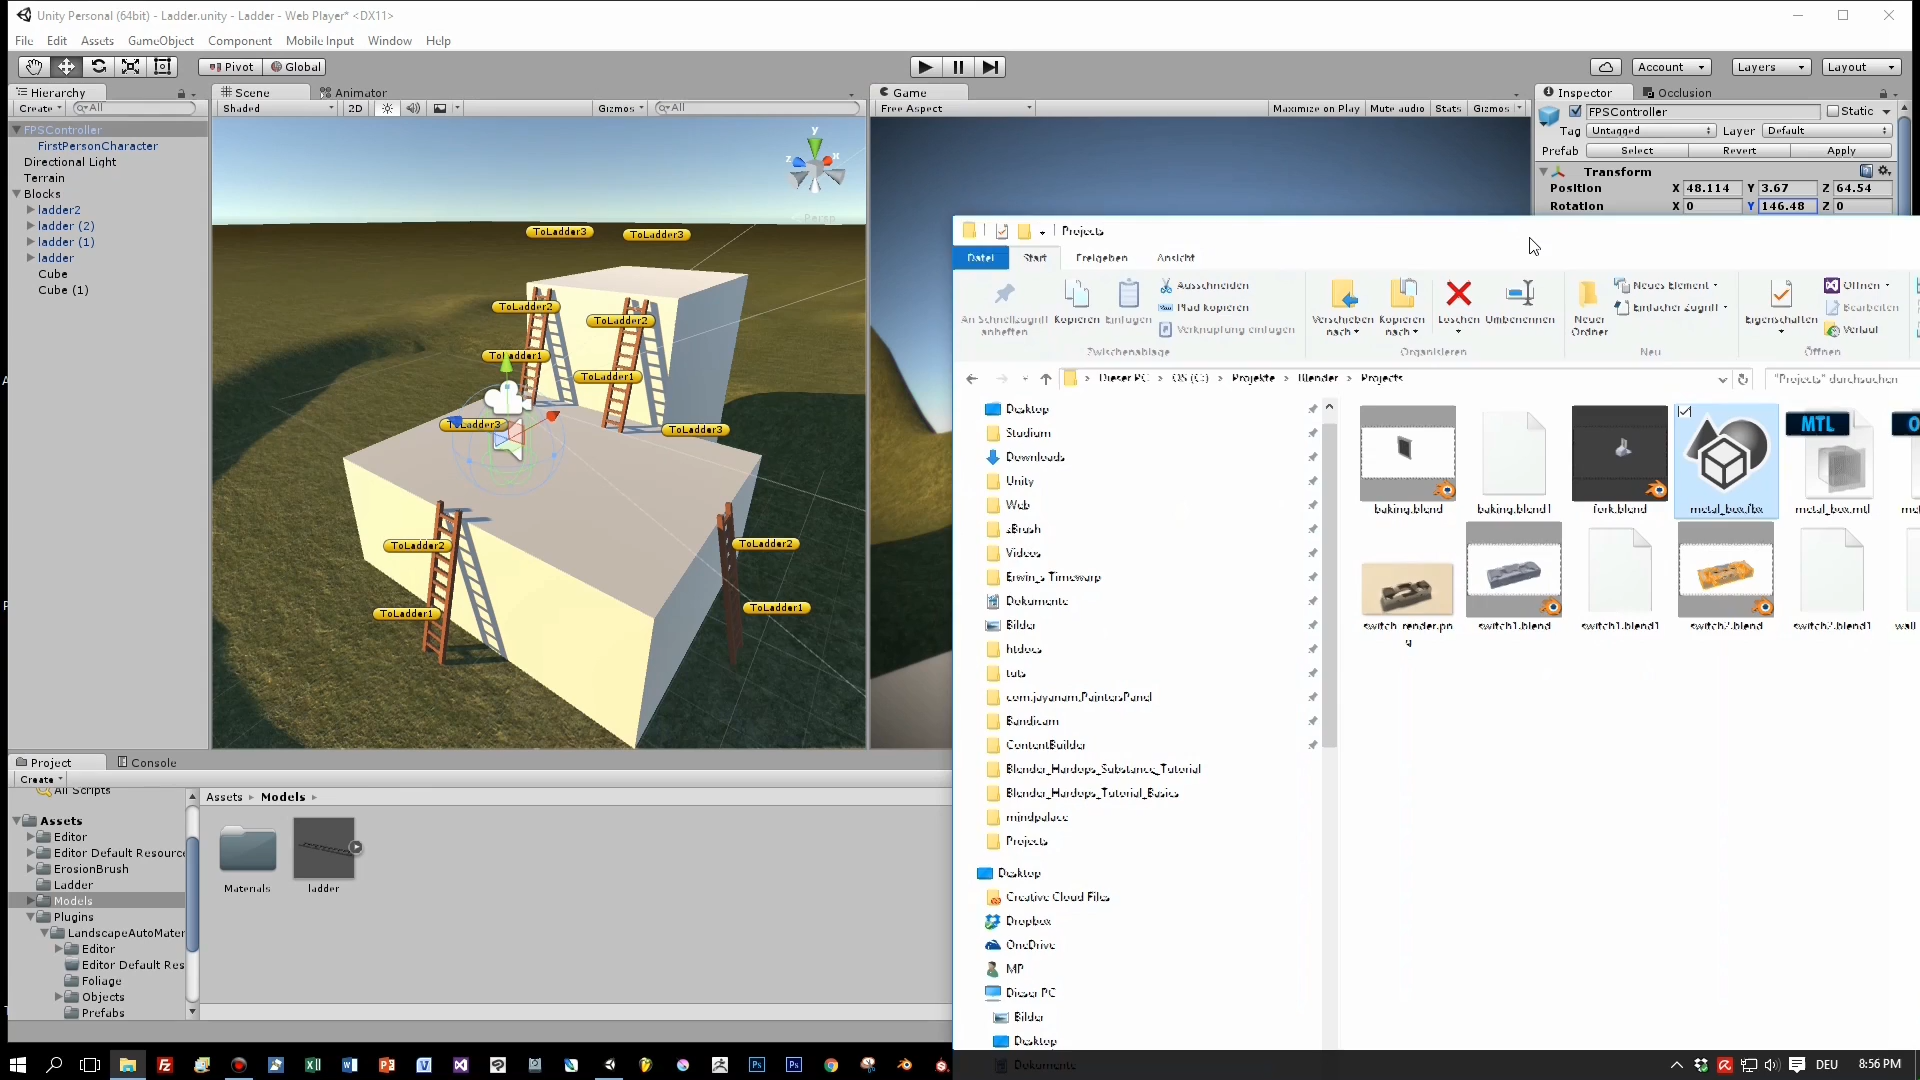 Unity Personal (64bit) - Ladder.unity - Ladder - Web Player* <DX11>
File Edit Assets GameObject Component Mobile Input Window Help
Pivot Global Account Layers Layout
Hierarchy Scene Animator Game Inspector Occlusion
Create All Shaded 2D Gizmos All Free Aspect Maximize on Play Mute audio Stats Gizmos FPSController Static
Tag Untagged Layer Default
Prefab Select Revert Apply
Transform
Position X 48.114 Y 3.67 Z 64.54
Rotation X 0 Y 146.48 Z 0
FPSController
FirstPersonCharacter
Directional Light
Terrain
Blocks
ladder2
ladder (2)
ladder (1)
ladder
Cube
Cube (1)
y
z x
Persp
ToLadder3 ToLadder3
ToLadder2 ToLadder2
ToLadder1 ToLadder1
ToLadder3 ToLadder3
ToLadder2 ToLadder2
ToLadder1 ToLadder1
Projects
Datei Start Freigeben Ansicht
An Schnellzugriff anheften
Kopieren Einfügen
Ausschneiden
Pfad kopieren
Verknüpfung einfügen
Zwischenablage
Verschieben nach Kopieren nach Löschen Umbenennen
Organisieren
Neuer Ordner
Neues Element
Einfacher Zugriff
Neu
Eigenschaften
Öffnen
Bearbeiten
Verlauf
Öffnen
Dieser PC > OS (C:) > Projekte > Blender > Projects
"Projects" durchsuchen
Desktop
Studium
Downloads
Unity
Web
zBrush
Videos
Erwin_s Timewarp
Dokumente
Bilder
htdocs
tuts
com.jayanam.PaintersPanel
Bandicam
ContentBuilder
Blender_Hardops_Substance_Tutorial
Blender_Hardops_Tutorial_Basics
mindpalace
Projects
Desktop
Creative Cloud Files
Dropbox
OneDrive
MP
Dieser PC
Bilder
Desktop
Dokumente
MTL
baking.blend baking.blend1 fork.blend metal_box.fbx metal_box.mtl
switch_render.png switch1.blend switch1.blend1 switch2.blend switch2.blend1 wall
Project Console
Create
All Scripts
Assets
Editor
Editor Default Resource
ErosionBrush
Ladder
Models
Plugins
LandscapeAutoMater
Editor
Editor Default Res
Foliage
Objects
Prefabs
Assets Models
Materials ladder
DEU 8:56 PM